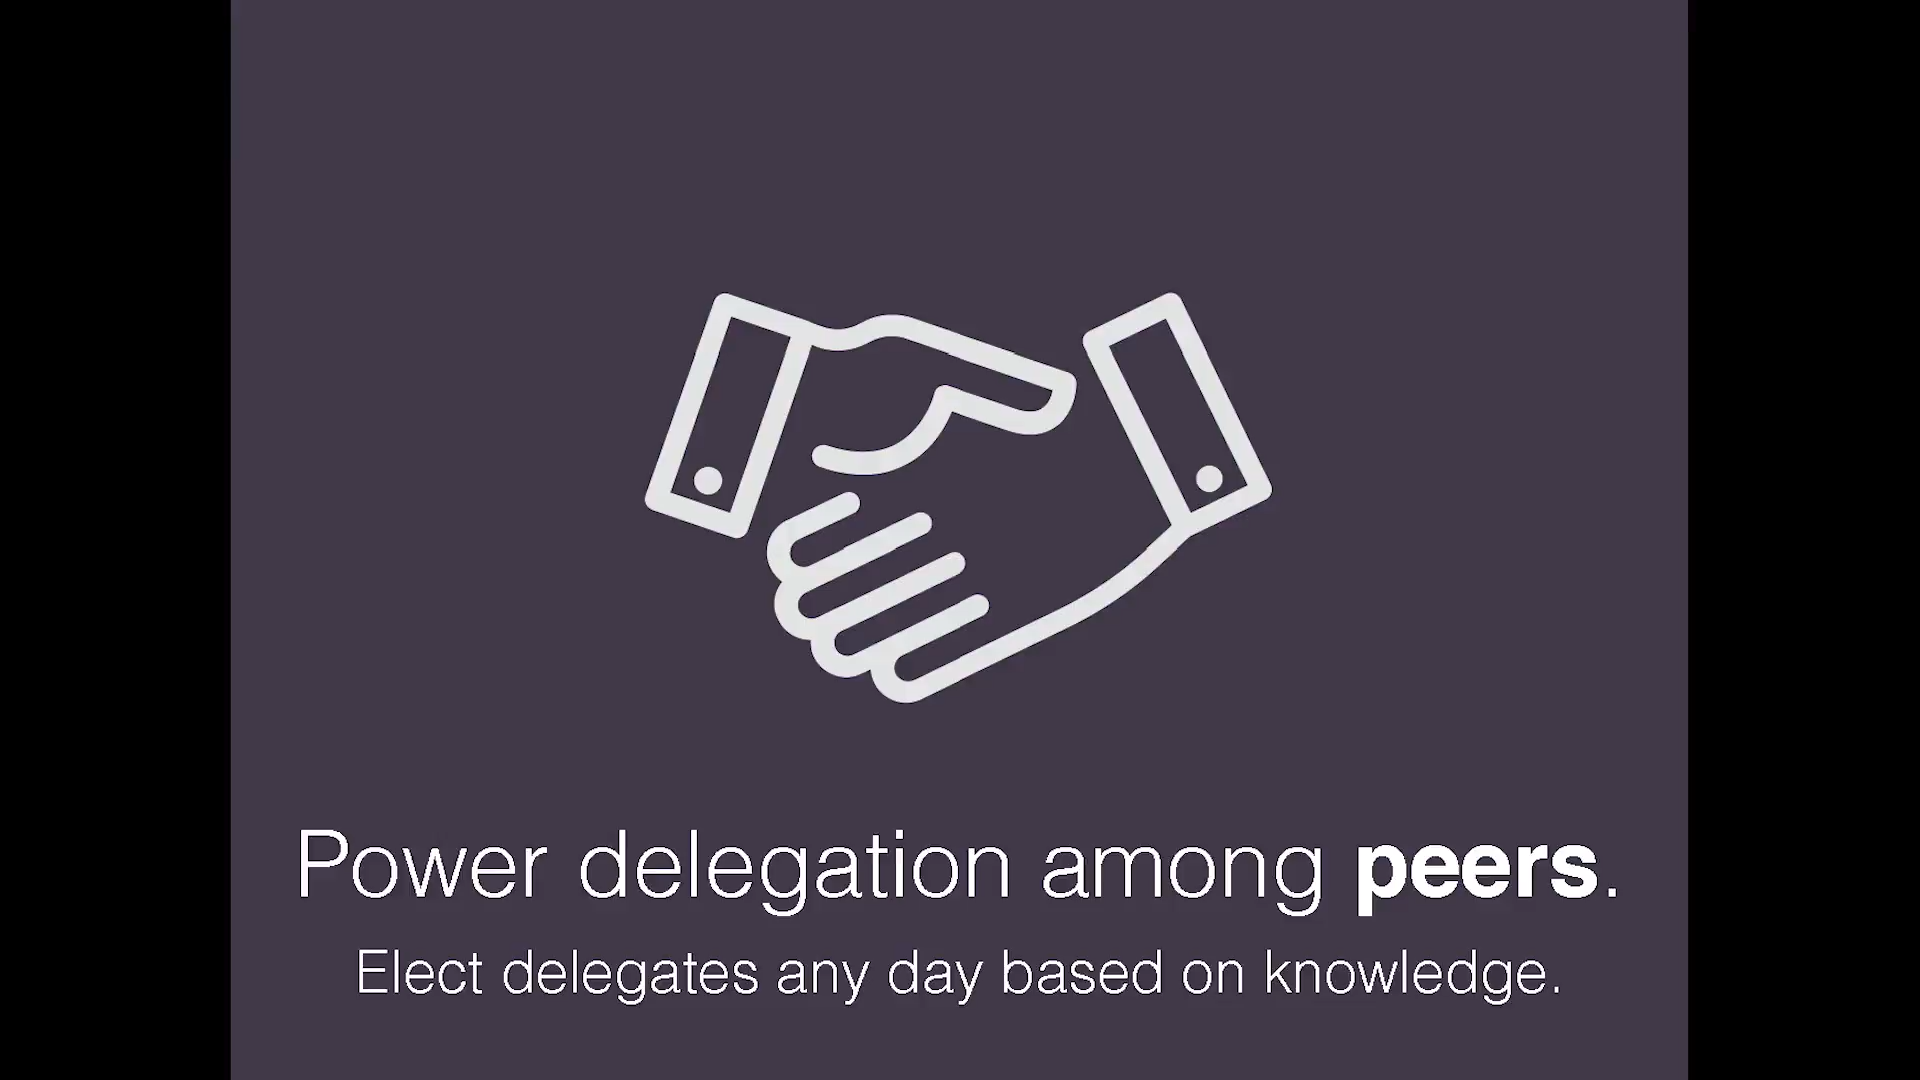 Power delegation among peers.
Elect delegates any day based on knowledge.